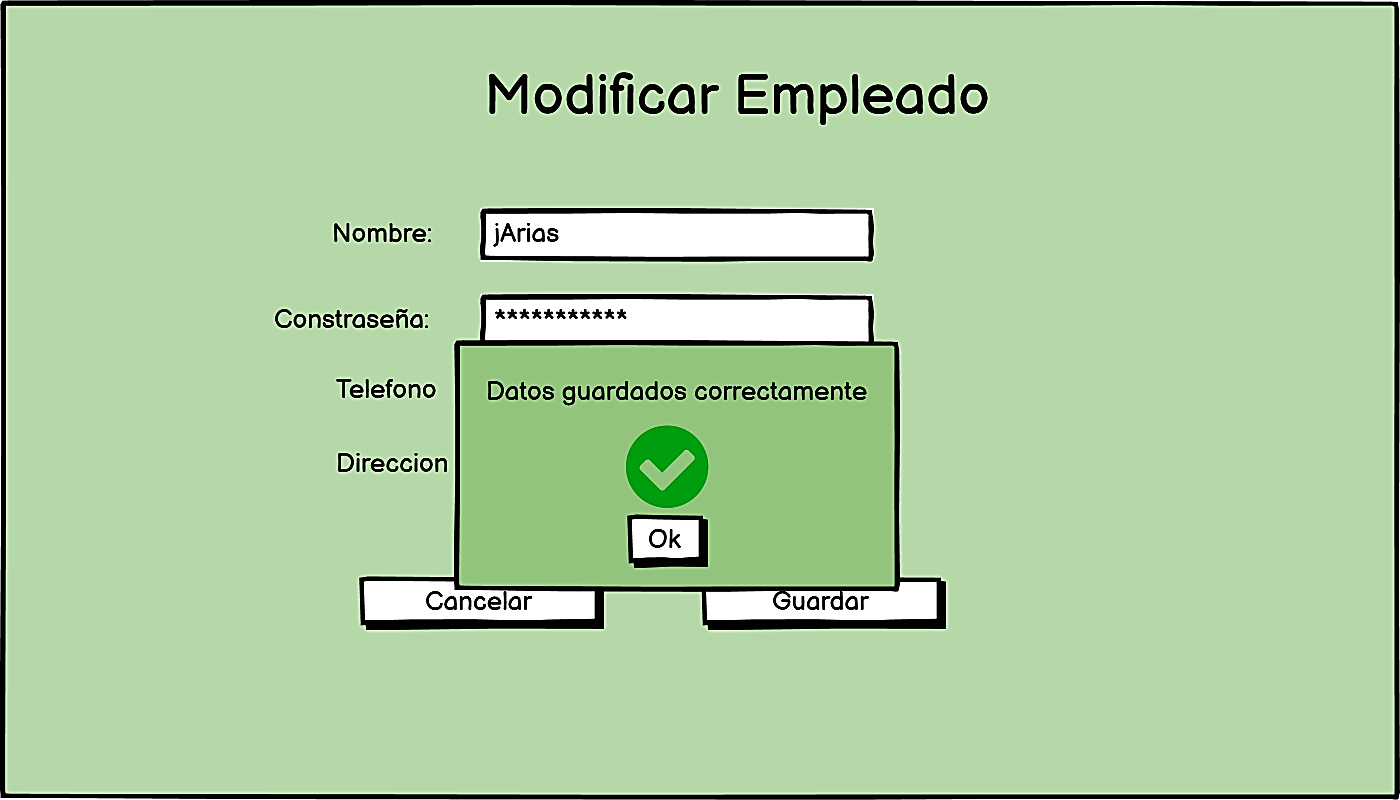 Modificar Empleado
Nombre: jArias
Constraseña: ***********
Telefono
Datos guardados correctamente
Direccion
Ok
Cancelar Guardar